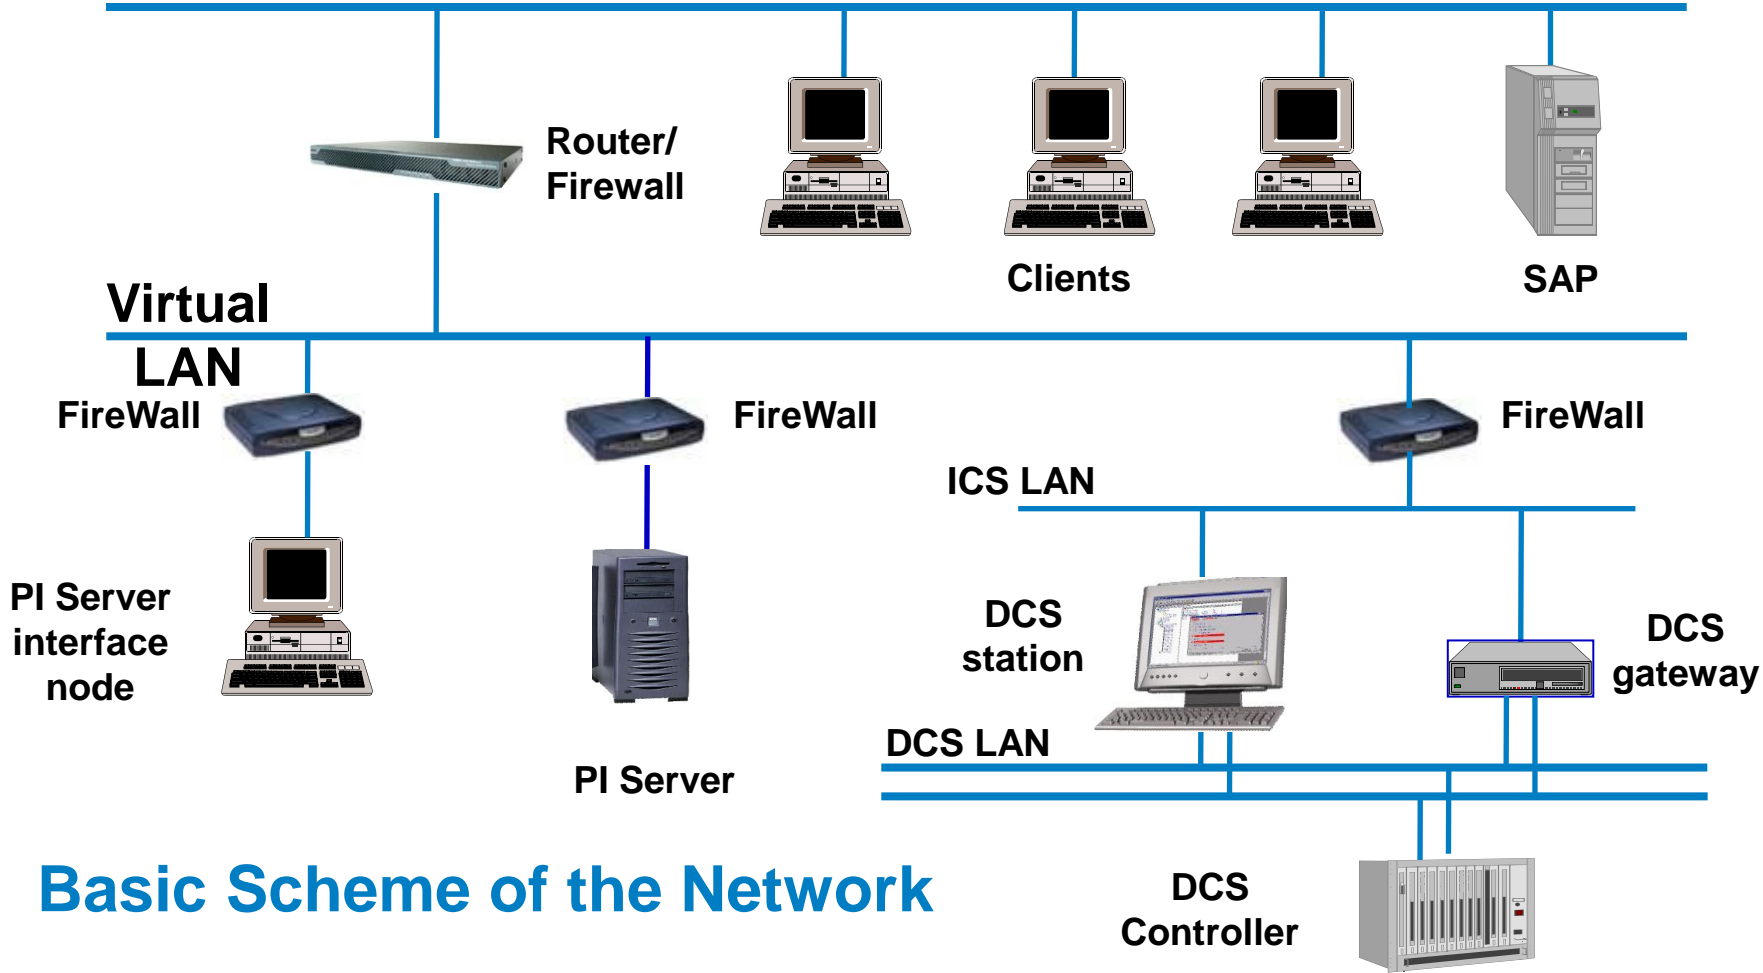 Router/
Firewall
Clients
SAP
Virtual
LAN
FireWall
FireWall
FireWall
ICS LAN
PI Server
interface
node
DCS
station
DCS
gateway
DCS LAN
PI Server
Basic Scheme of the Network
DCS
Controller